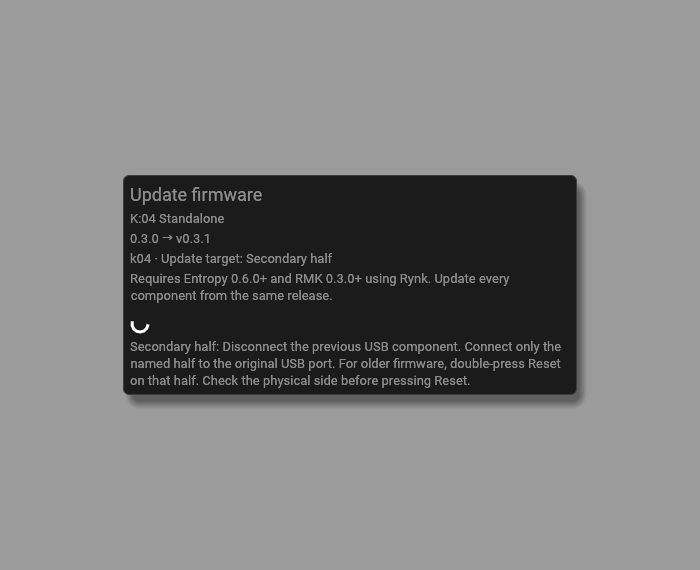 Update firmware
K:04 Standalone
0.3.0 → v0.3.1
k04 · Update target: Secondary half
Requires Entropy 0.6.0+ and RMK 0.3.0+ using Rynk. Update every
component from the same release.
Secondary half: Disconnect the previous USB component. Connect only the
named half to the original USB port. For older firmware, double-press Reset
on that half. Check the physical side before pressing Reset.